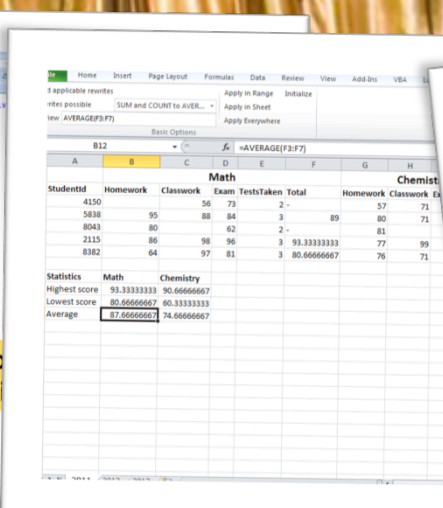 Home Insert Page Layout Formulas Data Review View Add-Ins VBA
d applicable rewrites
rites possible SUM and COUNT to AVER...
iew AVERAGE(F3:F7)
Apply in Range Initialize
Apply in Sheet
Apply Everywhere
Basic Options
B12 fx =AVERAGE(F3:F7)
A B C D E F G H
Math Chemist
StudentId Homework Classwork Exam TestsTaken Total Homework Classwork
4150 56 73 2 - 57 71
5838 95 88 84 3 89 80 71
8043 80 62 2 - 81
2115 86 98 96 3 93.33333333 77 99
8382 64 97 81 3 80.66666667 76 71
Statistics Math Chemistry
Highest score 93.33333333 90.66666667
Lowest score 80.66666667 60.33333333
Average 87.66666667 74.66666667
2011